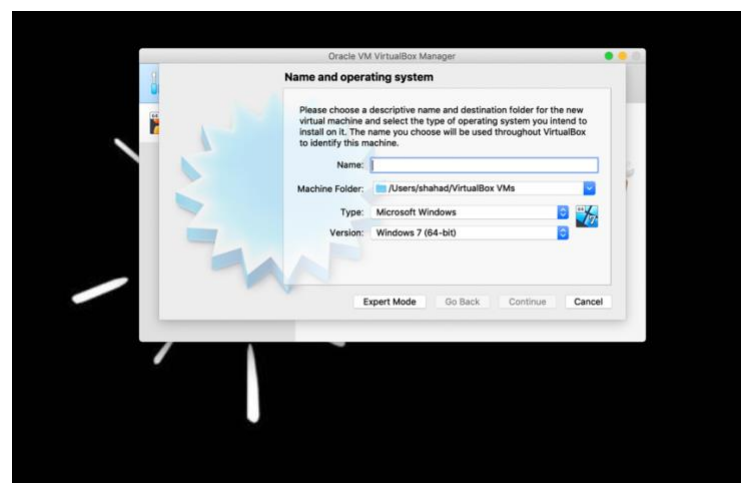 Oracle VM VirtualBox Manager
Name and operating system
Please choose a descriptive name and destination folder for the new
virtual machine and select the type of operating system you intend to
install on it. The name you choose will be used throughout VirtualBox
to identify this machine.
Name:
Machine Folder: /Users/shahad/VirtualBox VMs
Type: Microsoft Windows
Version: Windows 7 (64-bit)
Expert Mode Go Back Continue Cancel